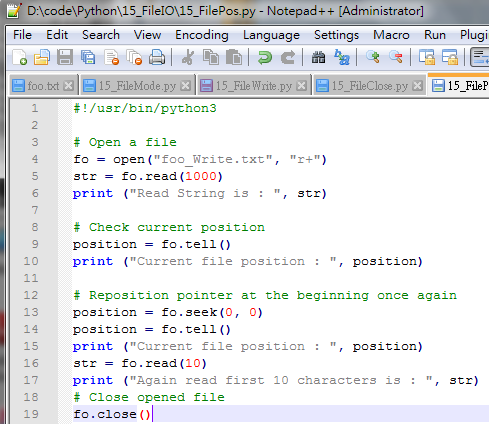 D:\code\Python\15_FileIO\15_FilePos.py - Notepad++ [Administrator]
File Edit Search View Encoding Language Settings Macro Run Plugi
foo.txt 15_FileMode.py 15_FileWrite.py 15_FileClose.py 15_FileP
1 #!/usr/bin/python3
2
3 # Open a file
4 fo = open("foo_Write.txt", "r+")
5 str = fo.read(1000)
6 print ("Read String is : ", str)
7
8 # Check current position
9 position = fo.tell()
10 print ("Current file position : ", position)
11
12 # Reposition pointer at the beginning once again
13 position = fo.seek(0, 0)
14 position = fo.tell()
15 print ("Current file position : ", position)
16 str = fo.read(10)
17 print ("Again read first 10 characters is : ", str)
18 # Close opened file
19 fo.close()